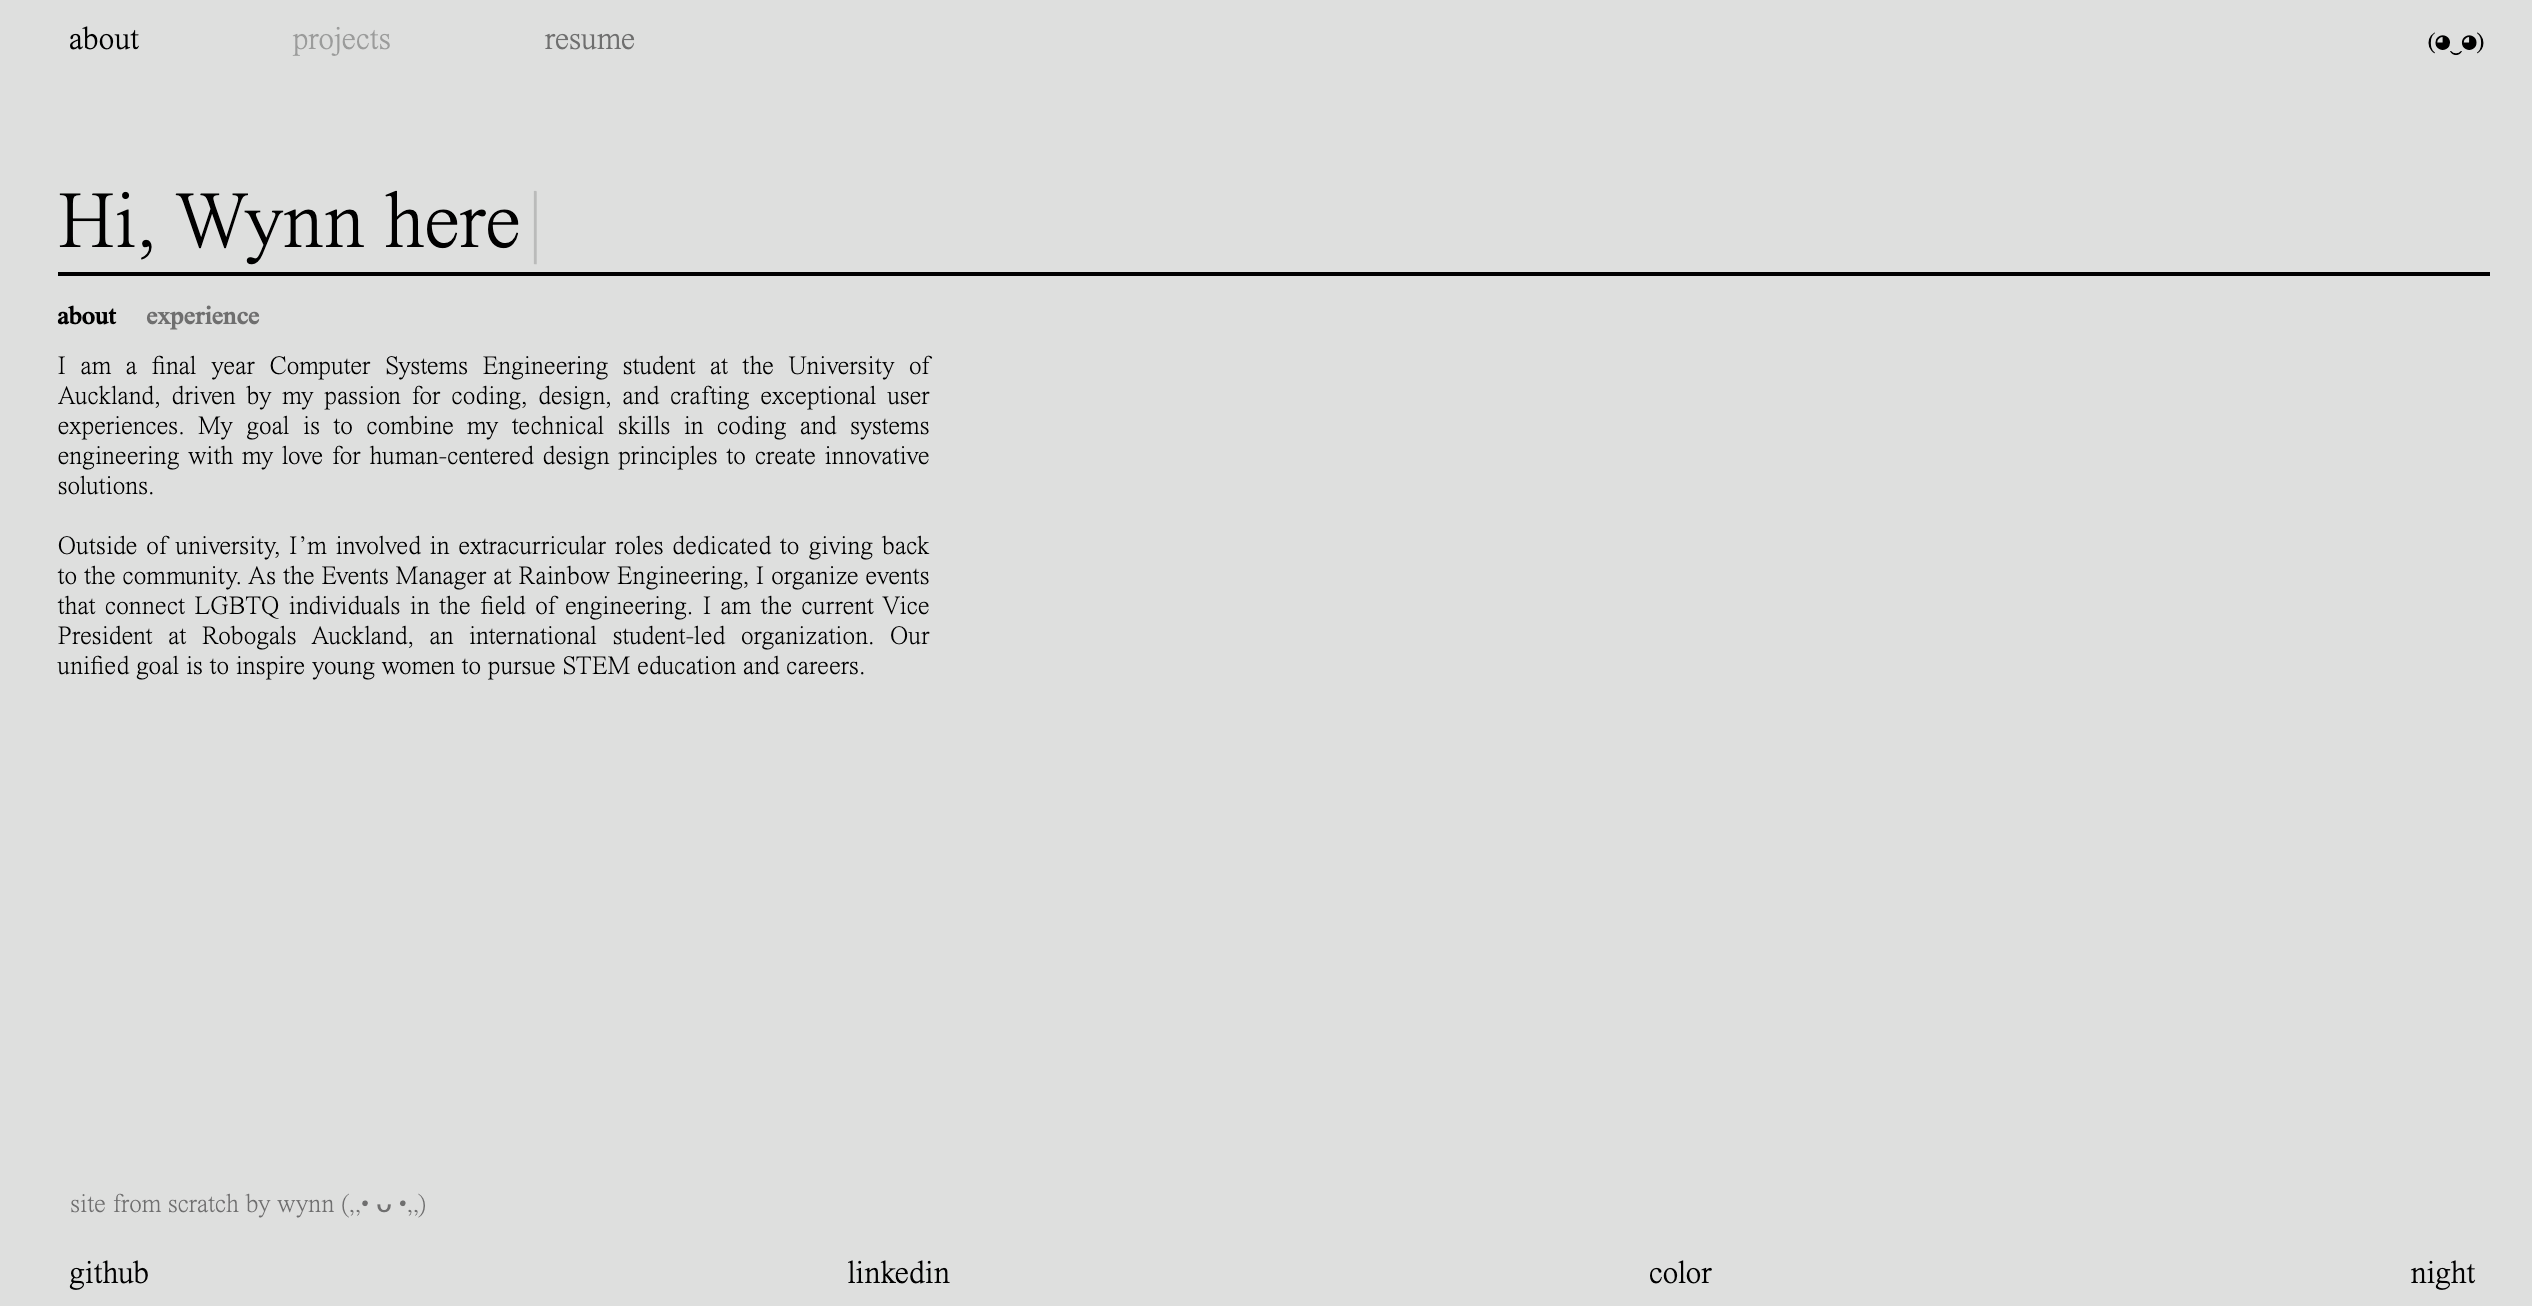 about projects resume (◕‿◕)
Hi, Wynn here
about experience
I am a final year Computer Systems Engineering student at the University of
Auckland, driven by my passion for coding, design, and crafting exceptional user
experiences. My goal is to combine my technical skills in coding and systems
engineering with my love for human-centered design principles to create innovative
solutions.
Outside of university, I’m involved in extracurricular roles dedicated to giving back
to the community. As the Events Manager at Rainbow Engineering, I organize events
that connect LGBTQ individuals in the field of engineering. I am the current Vice
President at Robogals Auckland, an international student-led organization. Our
unified goal is to inspire young women to pursue STEM education and careers.
site from scratch by wynn (,,• ᴗ •,,)
github linkedin color night